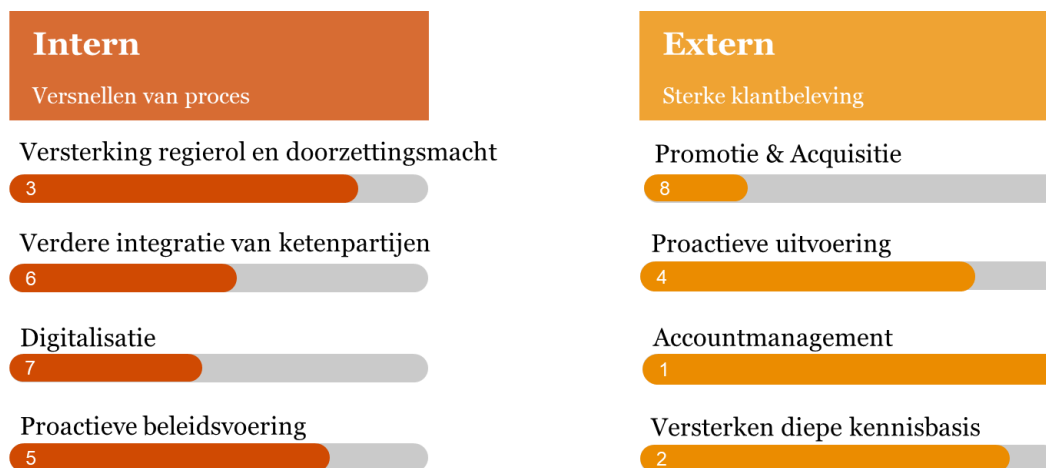 Intern
Versnellen van proces
Versterking regierol en doorzettingsmacht
3
Verdere integratie van ketenpartijen
6
Digitalisatie
7
Proactieve beleidsvoering
5
Extern
Sterke klantbeleving
Promotie & Acquisitie
8
Proactieve uitvoering
4
Accountmanagement
1
Versterken diepe kennisbasis
2